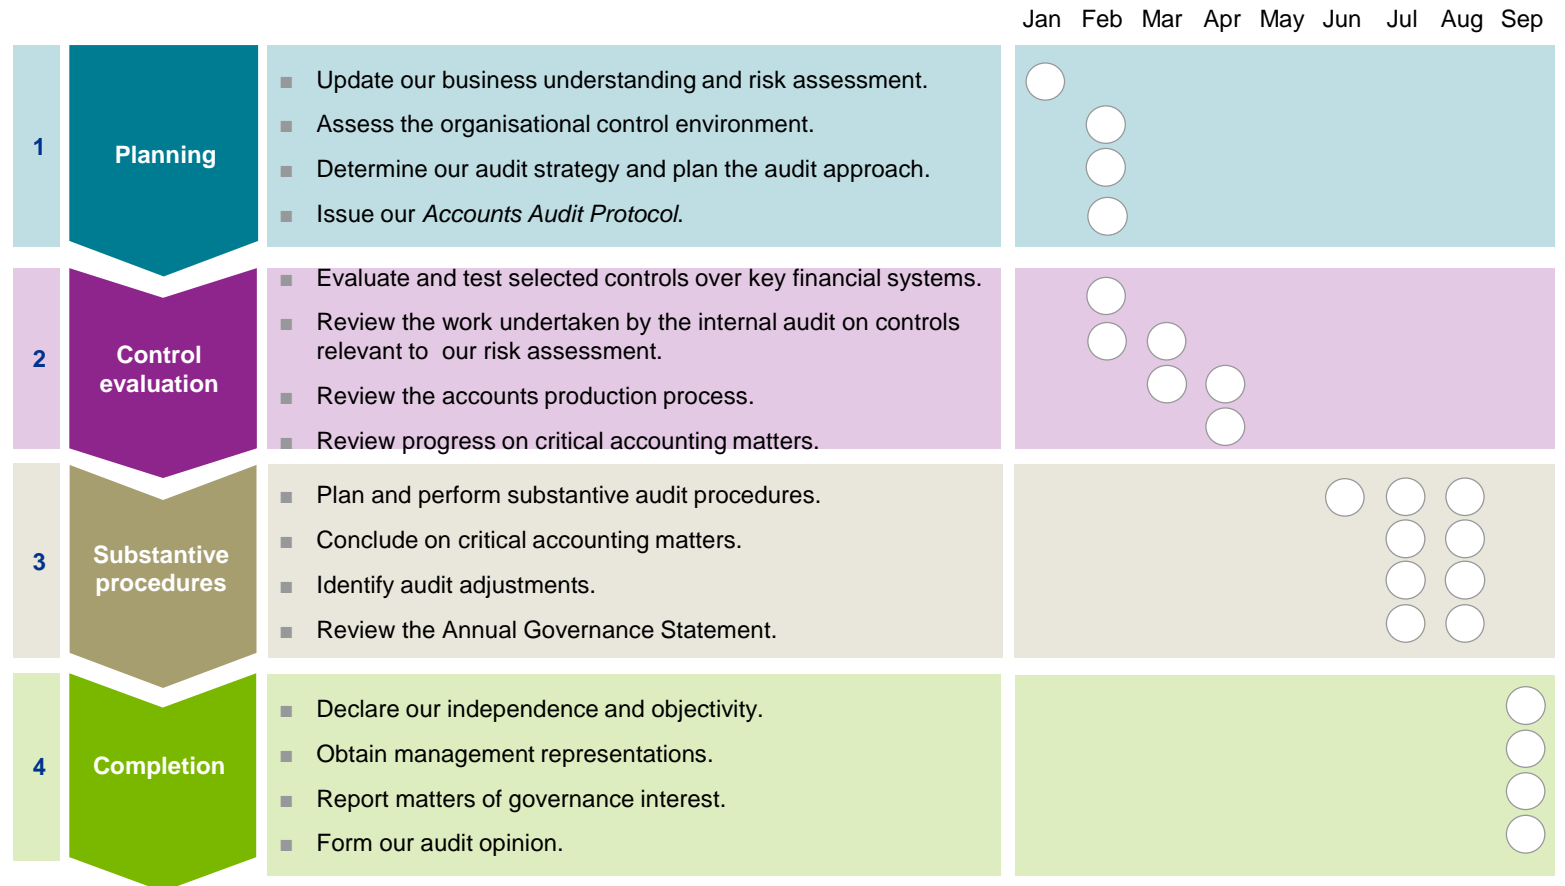 Jan Feb Mar Apr May Jun Jul Aug Sep
1
Planning
■ Update our business understanding and risk assessment.
■ Assess the organisational control environment.
■ Determine our audit strategy and plan the audit approach.
■ Issue our Accounts Audit Protocol.
2
Control
evaluation
■ Evaluate and test selected controls over key financial systems.
■ Review the work undertaken by the internal audit on controls
relevant to  our risk assessment.
■ Review the accounts production process.
■ Review progress on critical accounting matters.
3
Substantive
procedures
■ Plan and perform substantive audit procedures.
■ Conclude on critical accounting matters.
■ Identify audit adjustments.
■ Review the Annual Governance Statement.
4
Completion
■ Declare our independence and objectivity.
■ Obtain management representations.
■ Report matters of governance interest.
■ Form our audit opinion.